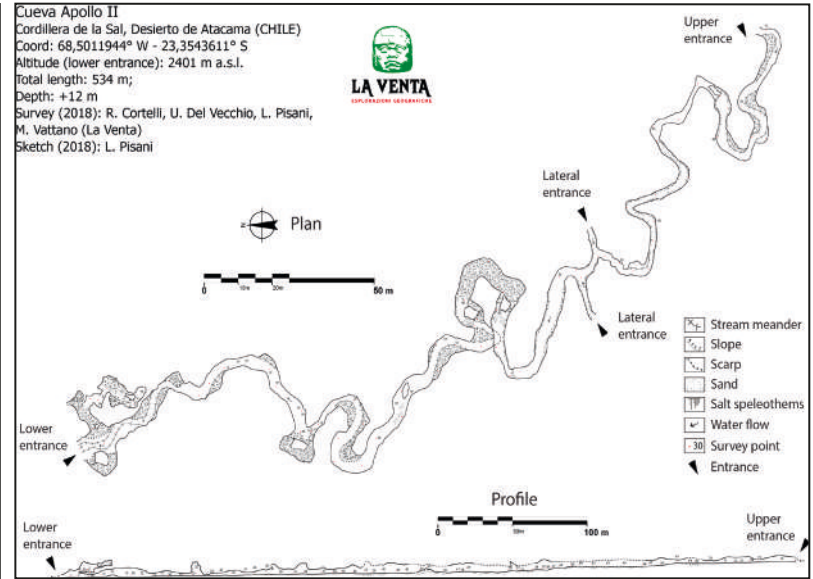 Cueva Apollo II
Cordillera de la Sal, Desierto de Atacama (CHILE)
Coord: 68,5011944° W - 23,3543611° S
Altitude (lower entrance): 2401 m a.s.l.
Total length: 534 m;
Depth: +12 m
Survey (2018): R. Cortelli, U. Del Vecchio, L. Pisani,
M. Vattano (La Venta)
Sketch (2018): L. Pisani
LA VENTA
ESPLORAZIONI GEOGRAFICHE
Upper
entrance
Lateral
entrance
N
Plan
0
10m
20m
50 m
Lateral
entrance
Stream meander
Slope
Scarp
Sand
Salt speleothems
Water flow
30 Survey point
Entrance
Lower
entrance
Profile
0
50m
100 m
Lower
entrance
Upper
entrance